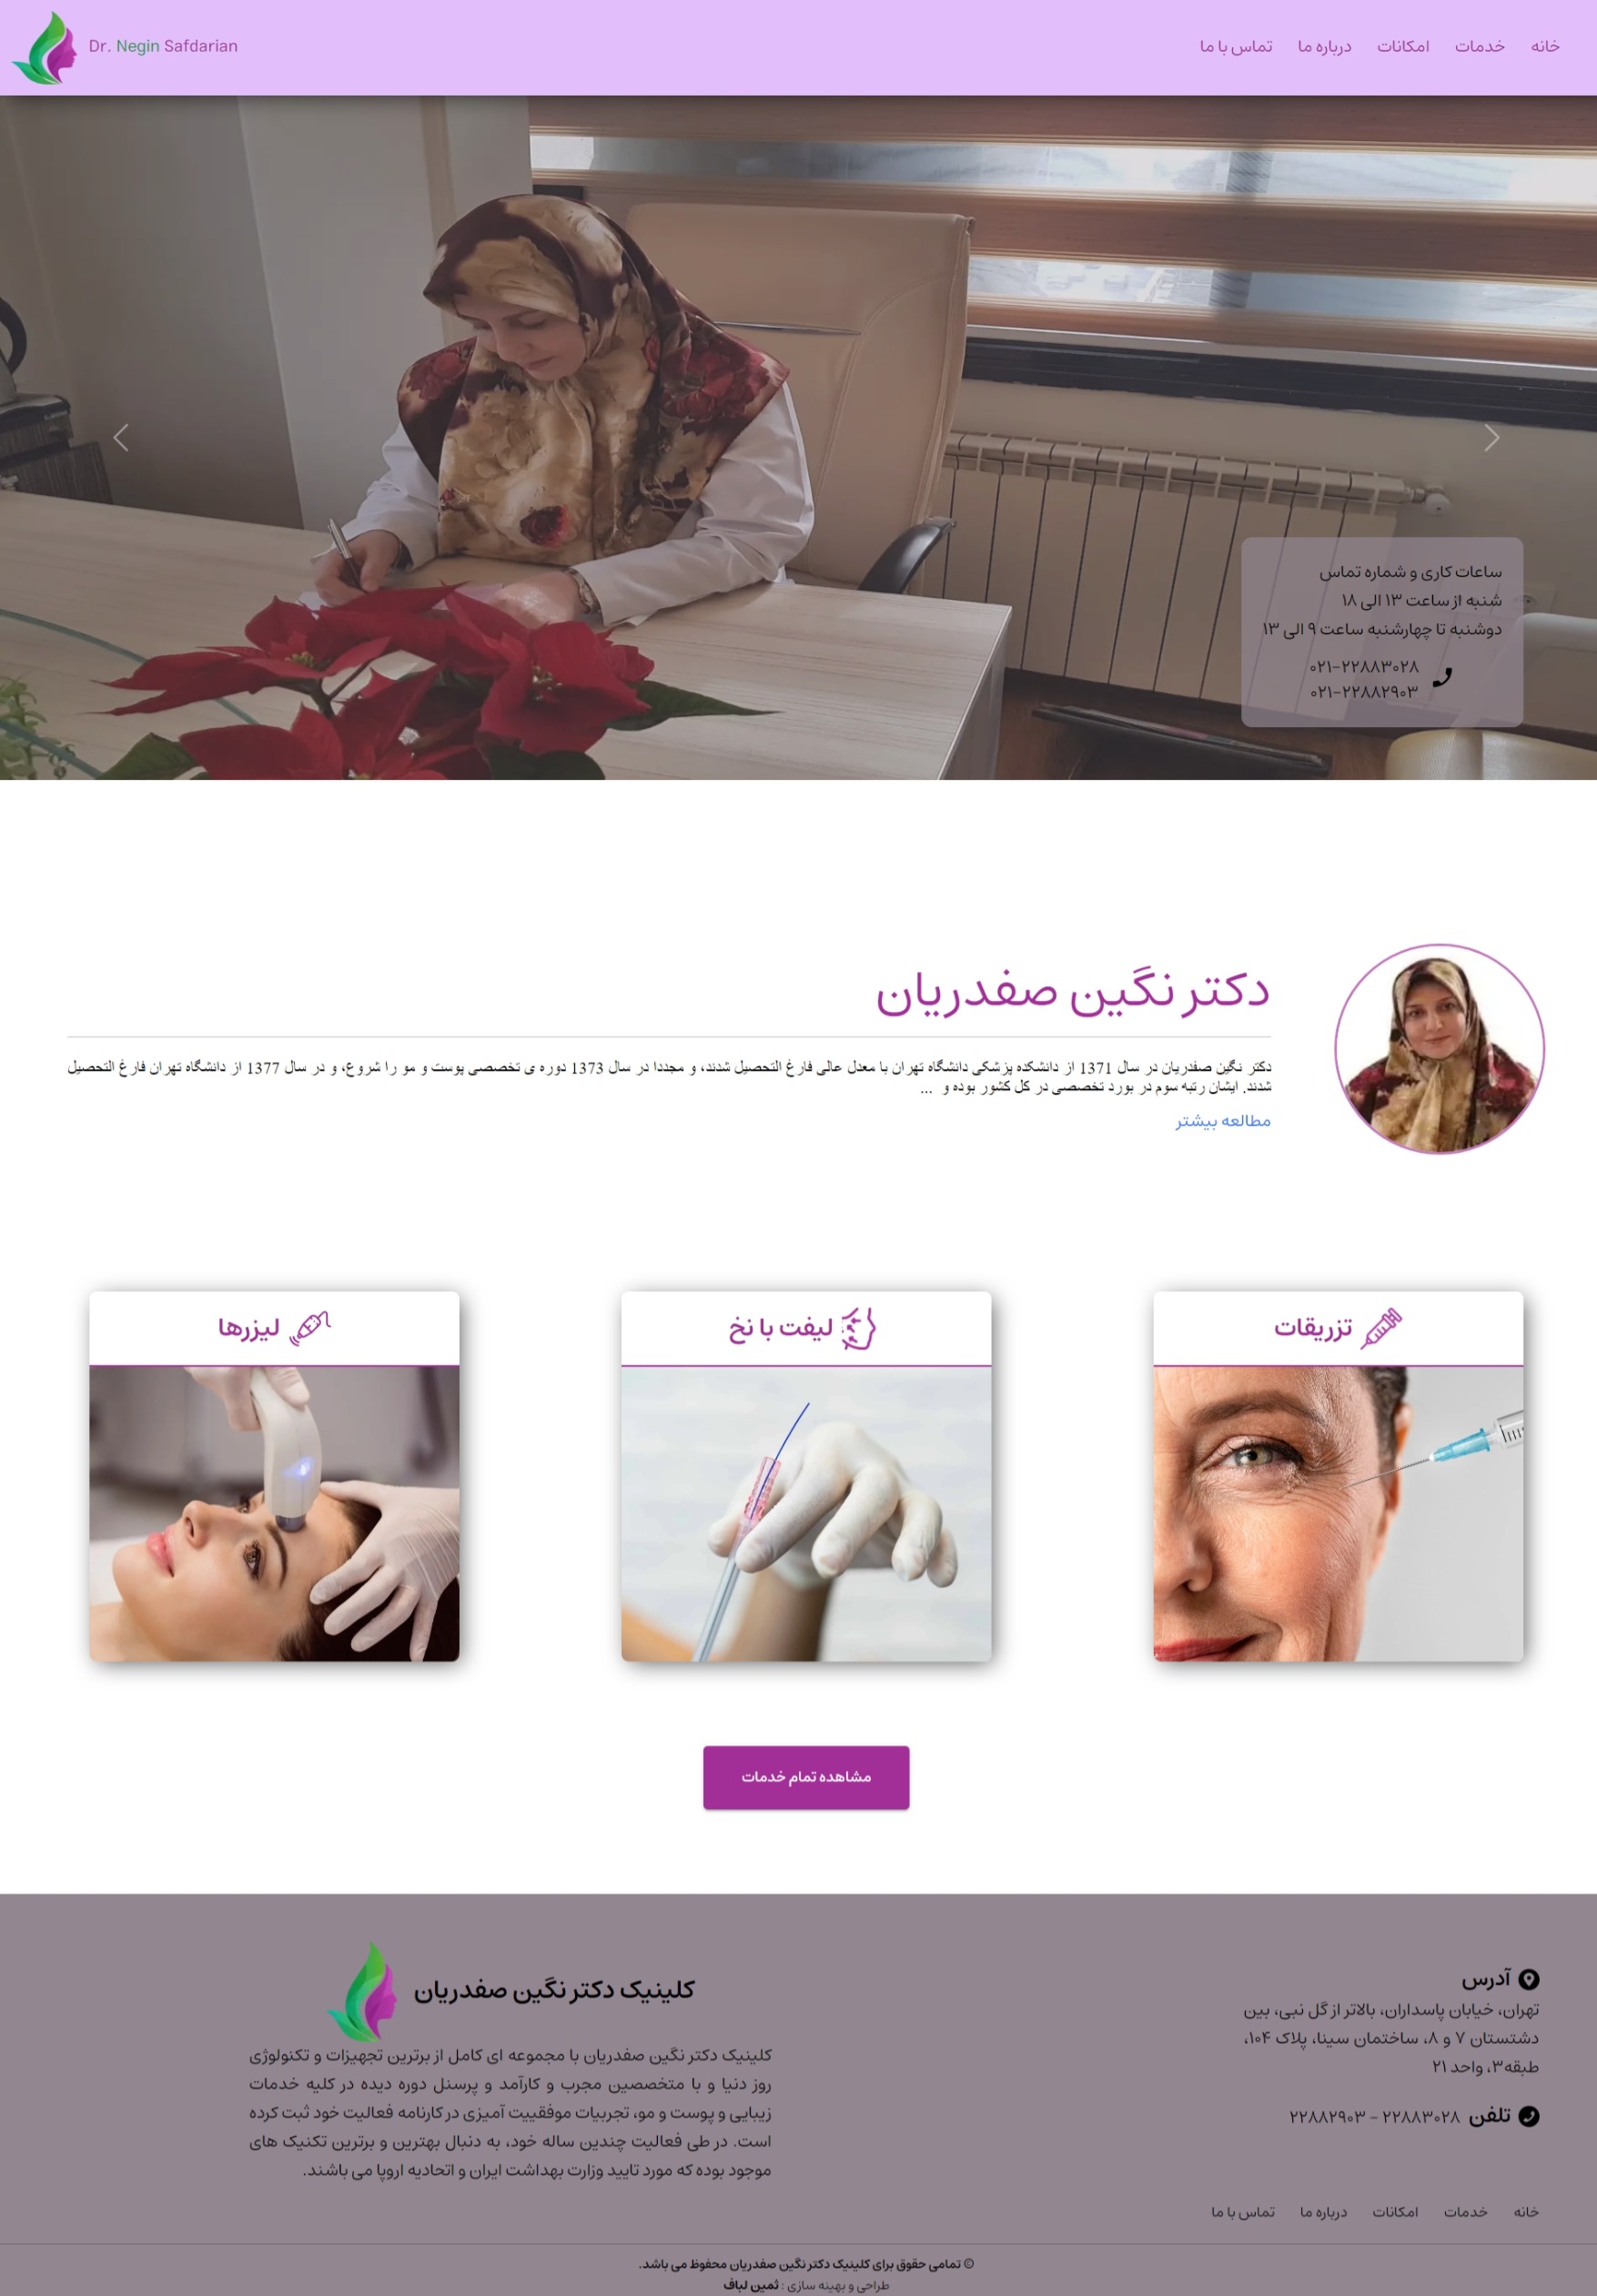 Dr. Negin Safdarian
خانه
خدمات
امکانات
درباره ما
تماس با ما
ساعات کاری و شماره تماس
شنبه از ساعت ۱۳ الی ۱۸
دوشنبه تا چهارشنبه ساعت ۹ الی ۱۳
۰۲۱-۲۲۸۸۳۰۲۸
۰۲۱-۲۲۸۸۲۹۰۳
دکتر نگین صفدریان
دکتر نگین صفدریان در سال 1371 از دانشکده پزشکی دانشگاه تهران با معدل عالی فارغ التحصیل شدند، و مجددا در سال 1373 دوره ی تخصصی پوست و مو را شروع، و در سال 1377 از دانشگاه تهران فارغ التحصیل
شدند. ایشان رتبه سوم در بورد تخصصی در کل کشور بوده و ...
مطالعه بیشتر
تزریقات
لیفت با نخ
لیزرها
مشاهده تمام خدمات
آدرس
تهران، خیابان پاسداران، بالاتر از گل نبی، بین
دشتستان ۷ و ۸، ساختمان سینا، پلاک ۱۰۴،
طبقه۳، واحد ۲۱
تلفن ۲۲۸۸۳۰۲۸ - ۲۲۸۸۲۹۰۳
کلینیک دکتر نگین صفدریان
کلینیک دکتر نگین صفدریان با مجموعه ای کامل از برترین تجهیزات و تکنولوژی
روز دنیا و با متخصصین مجرب و کارآمد و پرسنل دوره دیده در کلیه خدمات
زیبایی و پوست و مو، تجربیات موفقییت آمیزی در کارنامه فعالیت خود ثبت کرده
است. در طی فعالیت چندین ساله خود، به دنبال بهترین و برترین تکنیک های
موجود بوده که مورد تایید وزارت بهداشت ایران و اتحادیه اروپا می باشند.
خانه
خدمات
امکانات
درباره ما
تماس با ما
© تمامی حقوق برای کلینیک دکتر نگین صفدریان محفوظ می باشد.
طراحی و بهینه سازی : ثمین لباف